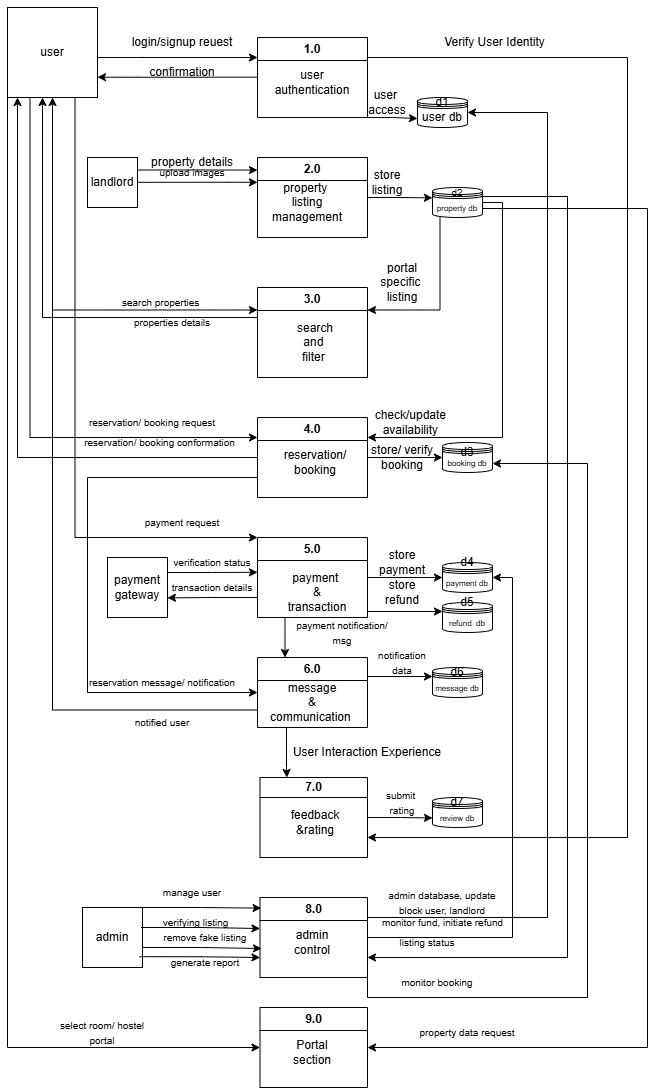 user
login/signup reuest
1.0
user
authentication
Verify User Identity
confirmation
user
access
d1
user db
landlord
property details
upload images
2.0
property
listing
management
store
listing
d2
property db
portal
specific
listing
search properties
properties details
3.0
search
and
filter
reservation/ booking request
reservation/ booking conformation
4.0
reservation/
booking
check/update
availability
store/ verify
booking
d3
booking db
payment request
5.0
payment
&
transaction
payment
gateway
verification status
transaction details
store
payment
store
refund
d4
payment db
d5
refund db
payment notification/
msg
6.0
message
&
communication
notification
data
d6
message db
reservation message/ notification
notified user
User Interaction Experience
7.0
feedback
&rating
submit
rating
d7
review db
admin
manage user
verifying listing
remove fake listing
generate report
8.0
admin
control
admin database, update
block user, landlord
monitor fund, initiate refund
listing status
monitor booking
select room/ hostel
portal
9.0
Portal
section
property data request